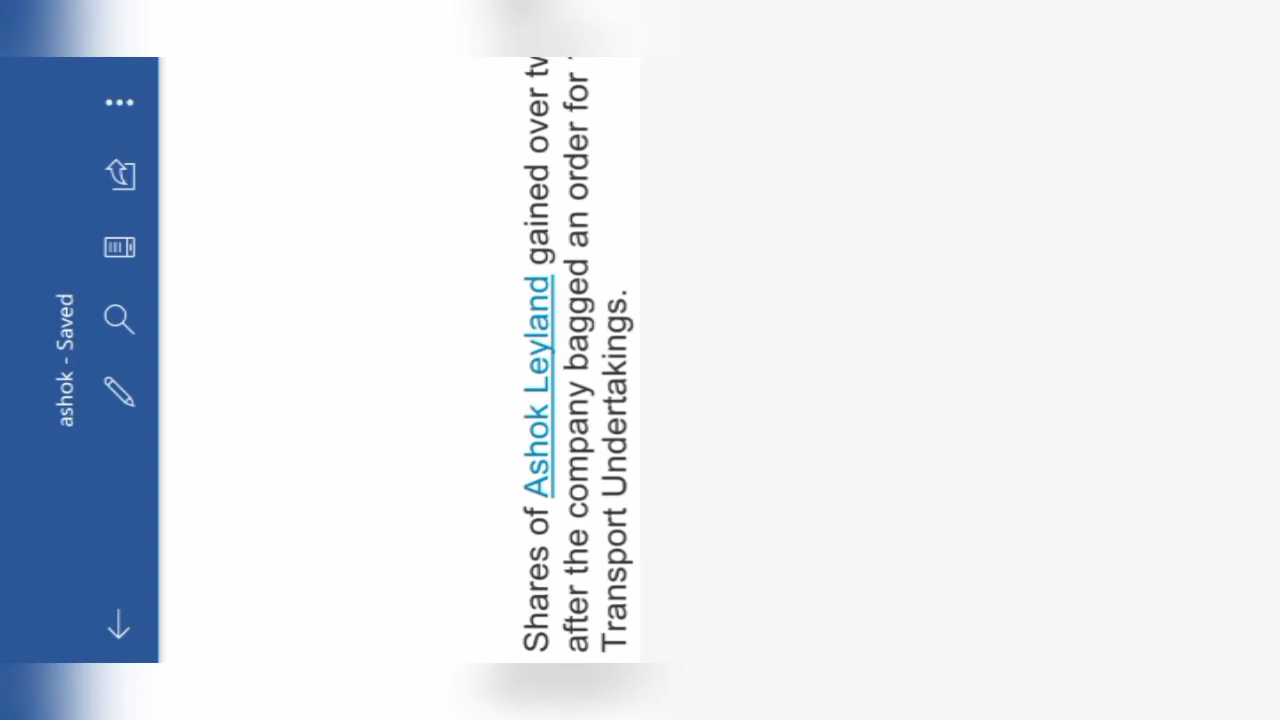 ashok - Saved
Shares of Ashok Leyland gained over
after the company bagged an order for
Transport Undertakings.